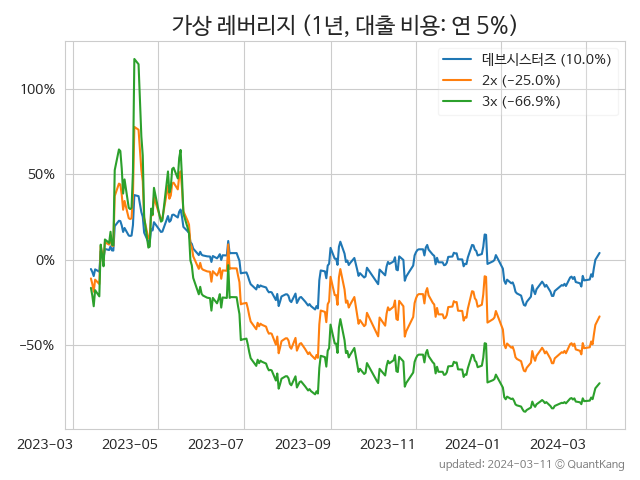 가상 레버리지 (1년, 대출 비용: 연 5%)
데브시스터즈 (10.0%)
2x (−25.0%)
3x (−66.9%)
100%
50%
0%
−50%
2023-03 2023-05 2023-07 2023-09 2023-11 2024-01 2024-03
updated: 2024-03-11 © QuantKang